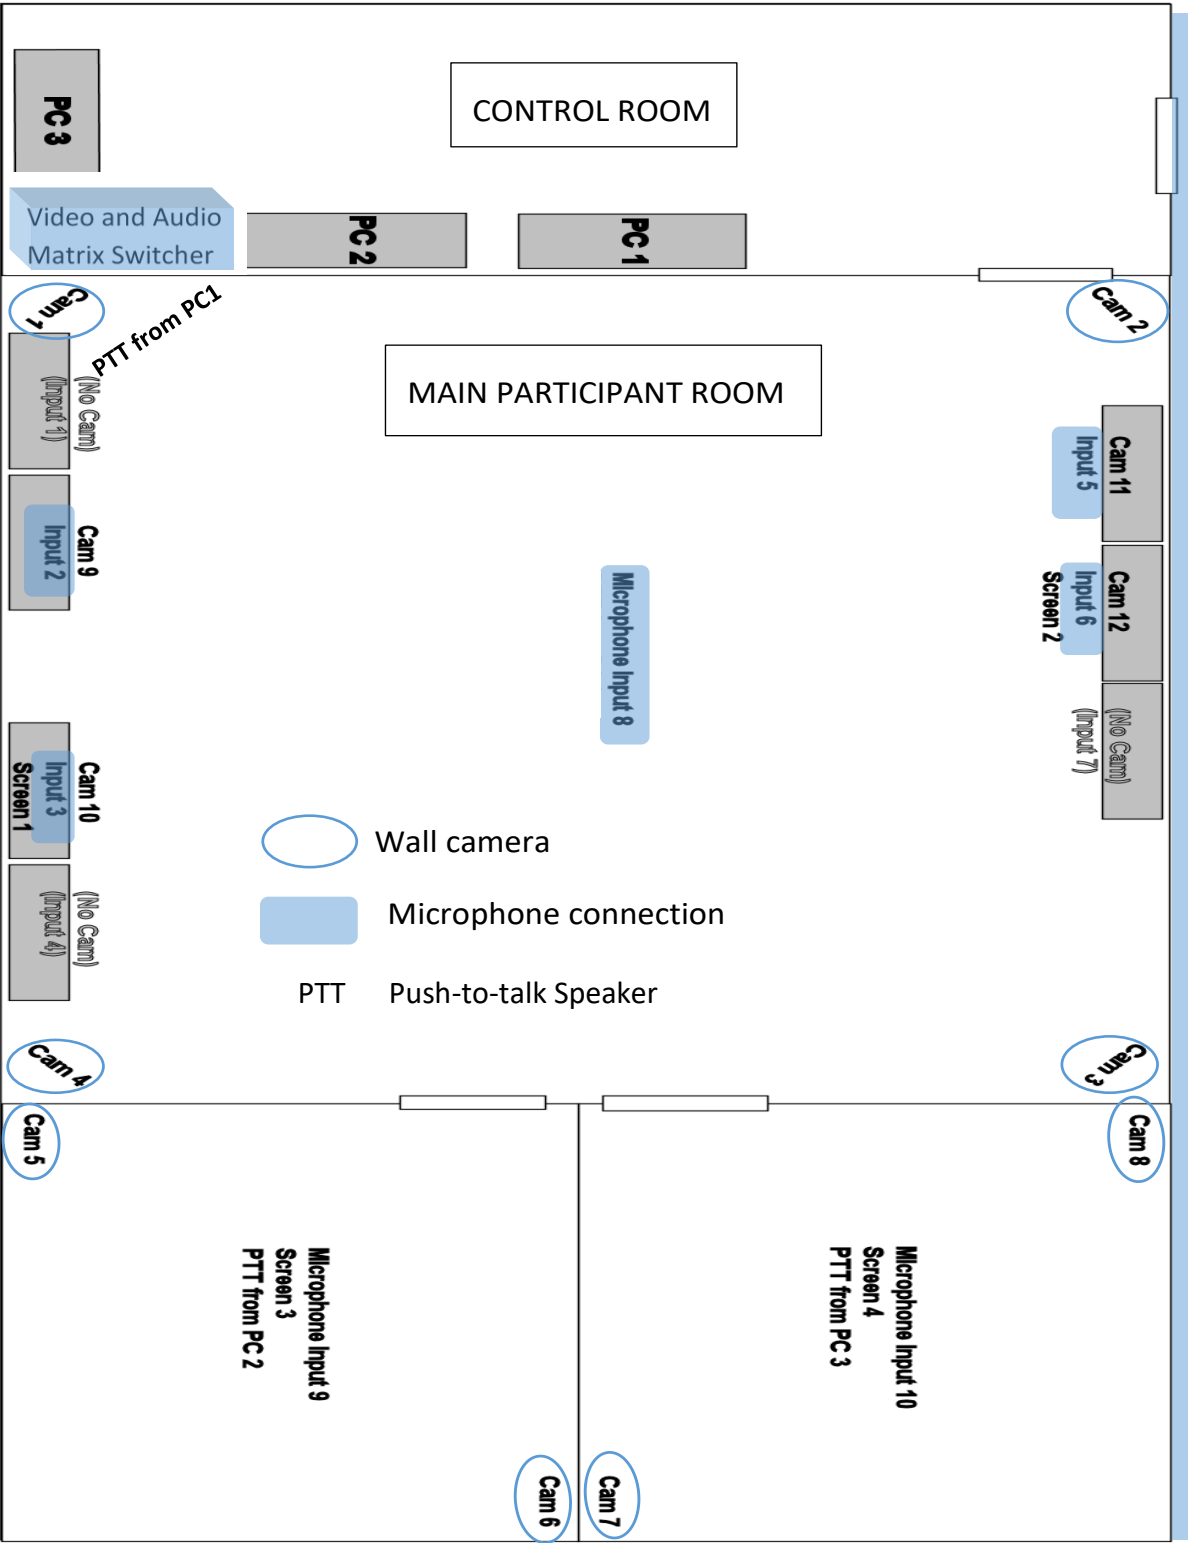 CONTROL ROOM
PC 3
Video and Audio
Matrix Switcher
PC 2
PC 1
Cam 1
PTT from PC1
Cam 2
MAIN PARTICIPANT ROOM
(No Cam)
(Input 1)
Cam 11
Input 5
Cam 9
Input 2
Cam 12
Input 6
Screen 2
Microphone Input 8
(No Cam)
(Input 7)
Cam 10
Input 3
Screen 1
Wall camera
(No Cam)
(Input 4)
Microphone connection
PTT Push-to-talk Speaker
Cam 4
Cam 3
Cam 5
Cam 8
Microphone Input 9
Screen 3
PTT from PC 2
Microphone Input 10
Screen 4
PTT from PC 3
Cam 6
Cam 7